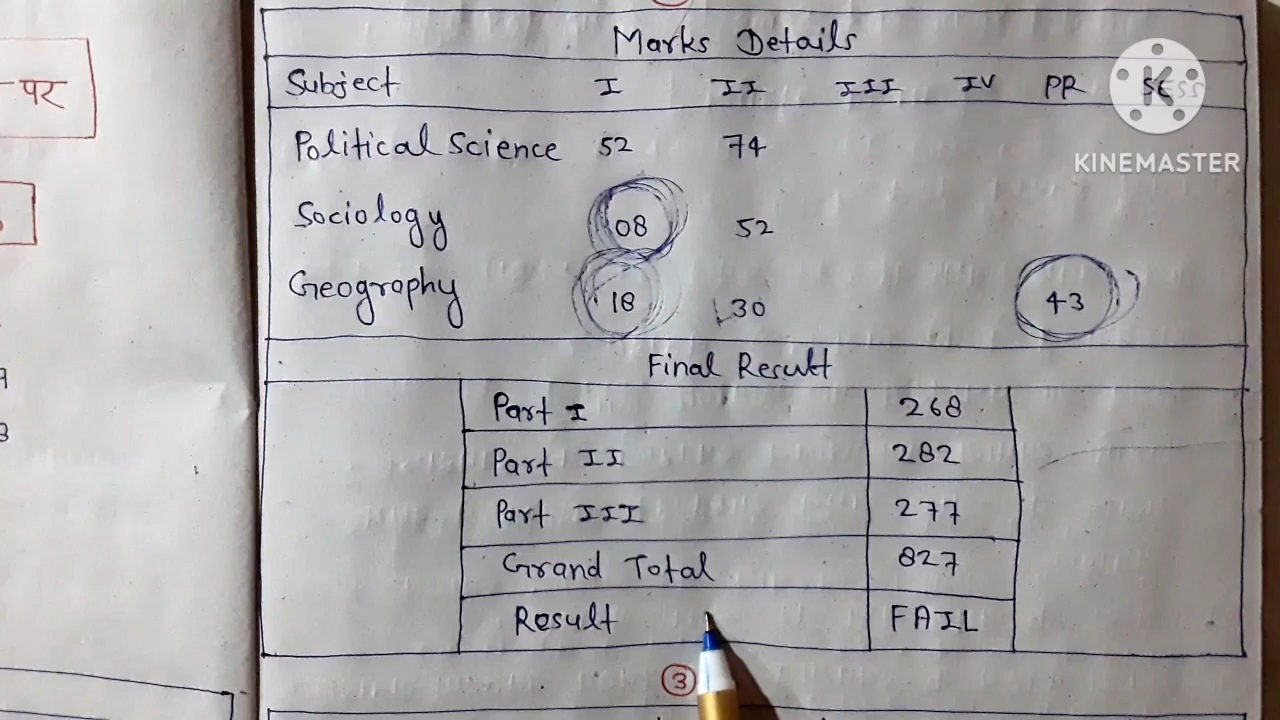 Marks Details
Subject I II III IV PR
पर
KINEMASTER
Political Science 52 74
Sociology 08 52
Geography 18 30 43
Final Result
Part I 268
Part II 282
Part III 277
Grand Total 827
Result FAIL
3